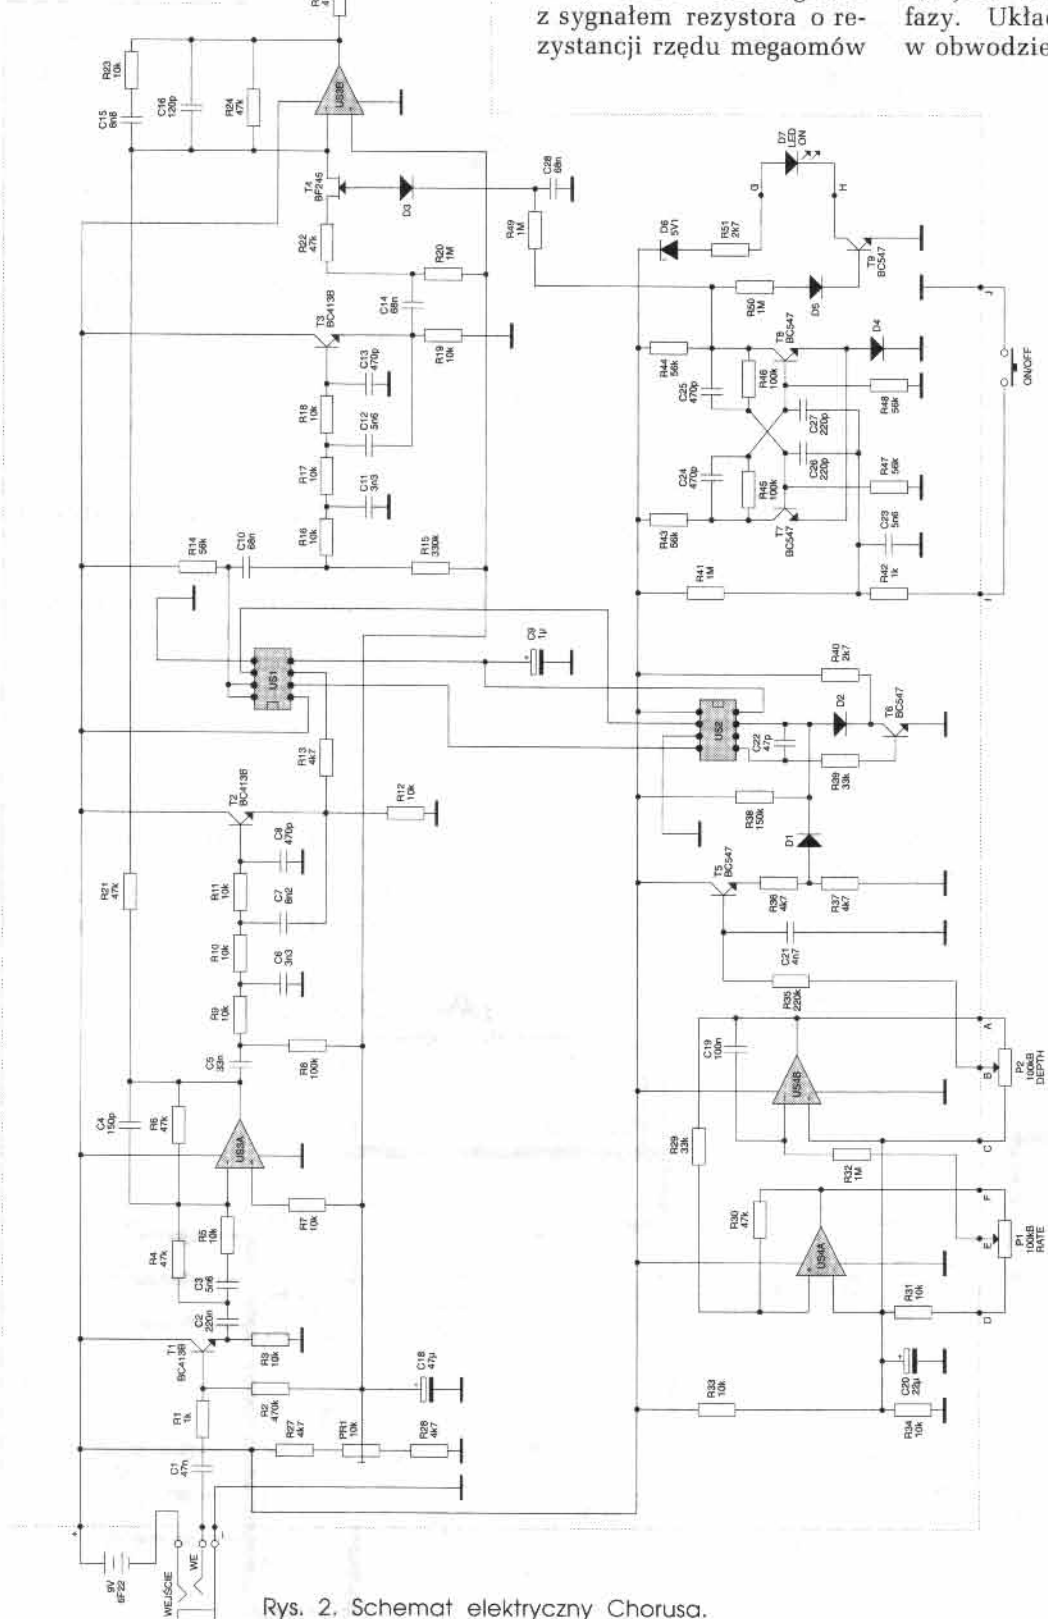 z sygnałem rezystora o re-
zystancji rzędu megaomów
fazy. Ukła
w obwodzie
R23
10k
C15
6n8
C16
120p
R24
47k
US3B
T4
BF245
D3
C28
68n
R49
1M
R22
47k
R20
1M
C14
68n
T3
BC413B
R19
10k
C13
470p
R18
10k
C12
5n6
R17
10k
C11
3n3
R16
10k
R15
330k
R14
56k
C10
68n
D7
LED
ON
G
H
D6
5V1
R51
2k7
T9
BC547
R50
1M
D5
J
R44
56k
C25
470p
R46
100k
T8
BC547
D4
R48
56k
C27
220p
C26
220p
C24
470p
R45
100k
R47
56k
R43
56k
T7
BC547
C23
5n6
R41
1M
R42
1k
I
ON/OFF
US1
C9
1µ
R13
4k7
R12
10k
T2
BC413B
C8
470p
R11
10k
C7
8n2
R10
10k
C6
3n3
R9
10k
R21
47k
C5
33n
R8
100k
US2
R40
2k7
D2
T6
BC547
C22
47p
R39
33k
R38
150k
D1
T5
BC547
R36
4k7
R37
4k7
C21
4n7
R35
220k
C4
150p
R6
47k
US3A
R7
10k
R5
10k
R4
47k
C3
5n6
C2
220n
T1
BC413B
R3
10k
R2
470k
R1
1k
C18
47µ
R27
4k7
PR1
10k
R28
4k7
C1
47n
C19
100n
US4B
A
B
P2
100kB
DEPTH
C
R29
33k
R32
1M
R30
47k
US4A
F
E
P1
100kB
RATE
R31
10k
D
C20
22µ
R33
10k
R34
10k
9V
6F22
WEJŚCIE
WE
Rys. 2. Schemat elektryczny Chorusa.